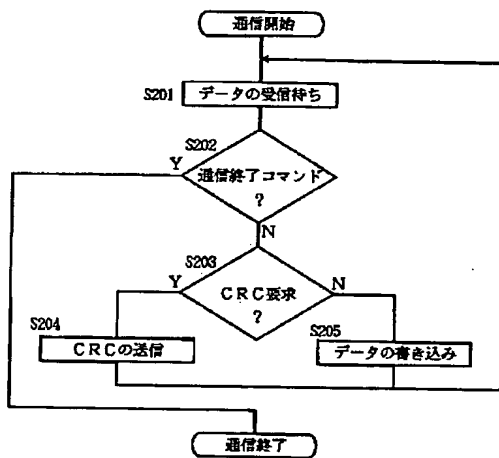 通信開始
S201
データの受信待ち
S202
Y
通信終了コマンド
?
N
S203
Y
N
CRC要求
?
S204
CRCの送信
S205
データの書き込み
通信終了